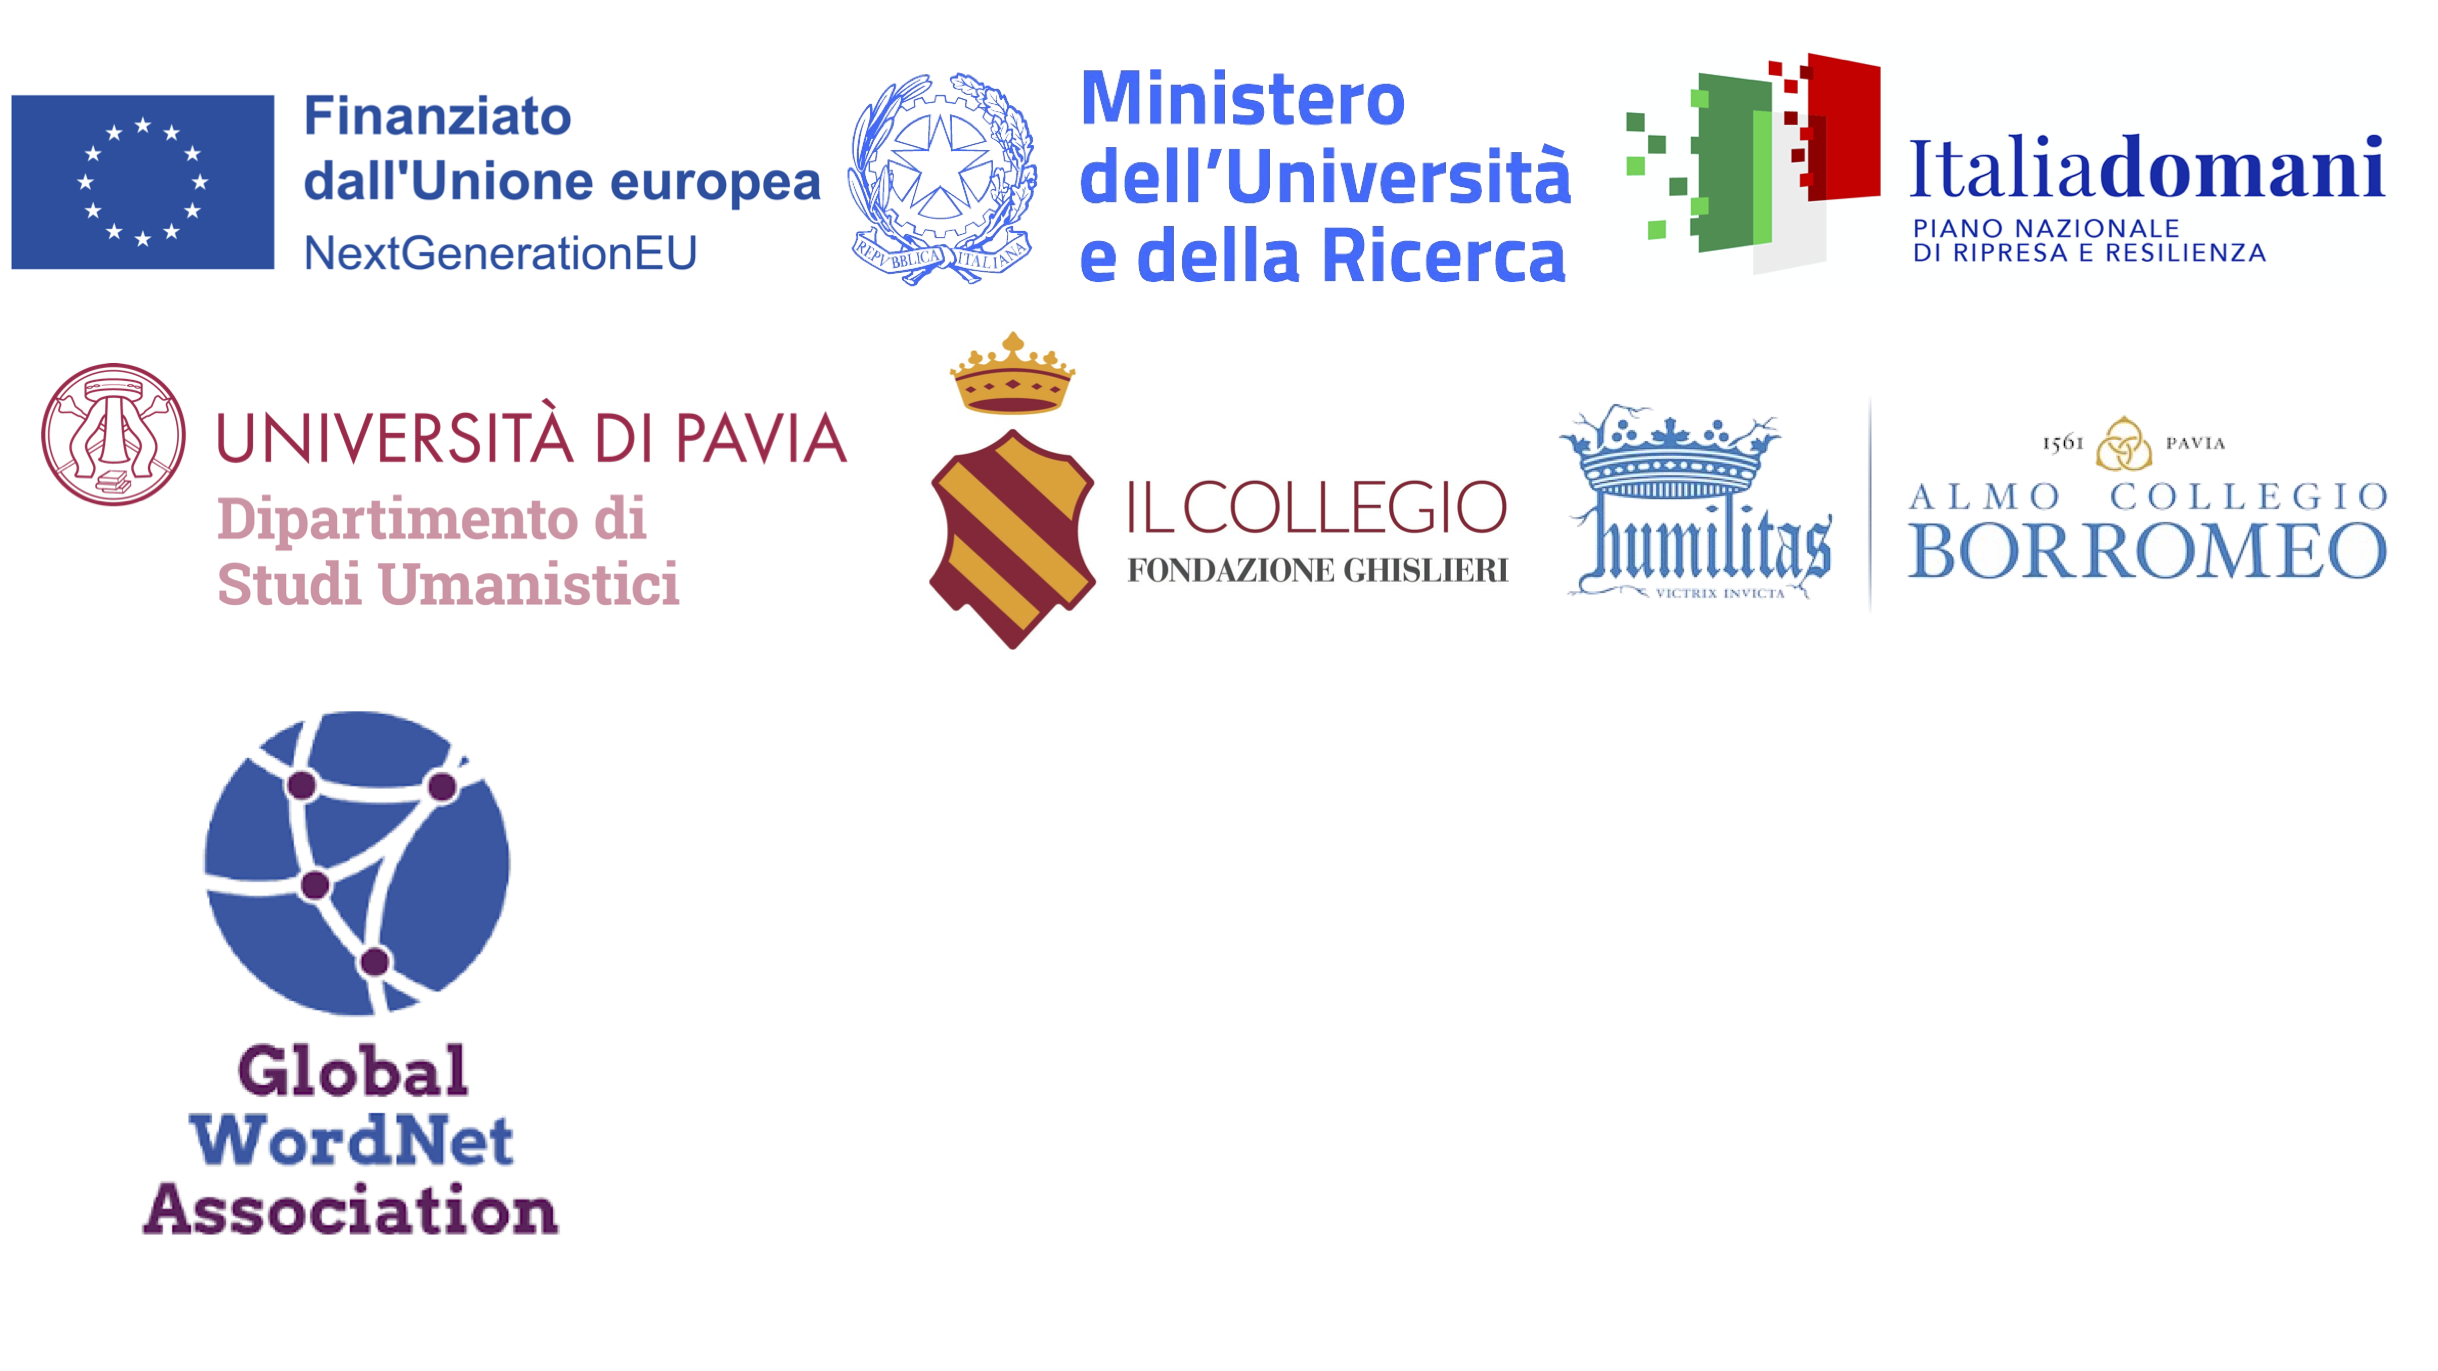 Finanziato
dall'Unione europea
NextGenerationEU
REPVBBLICA ITALIANA
Ministero
dell'Università
e della Ricerca
Italiadomani
PIANO NAZIONALE
DI RIPRESA E RESILIENZA
UNIVERSITÀ DI PAVIA
Dipartimento di
Studi Umanistici
IL COLLEGIO
FONDAZIONE GHISLIERI
humilitas
VICTRIX INVICTA
1561 PAVIA
ALMO COLLEGIO
BORROMEO
Global
WordNet
Association